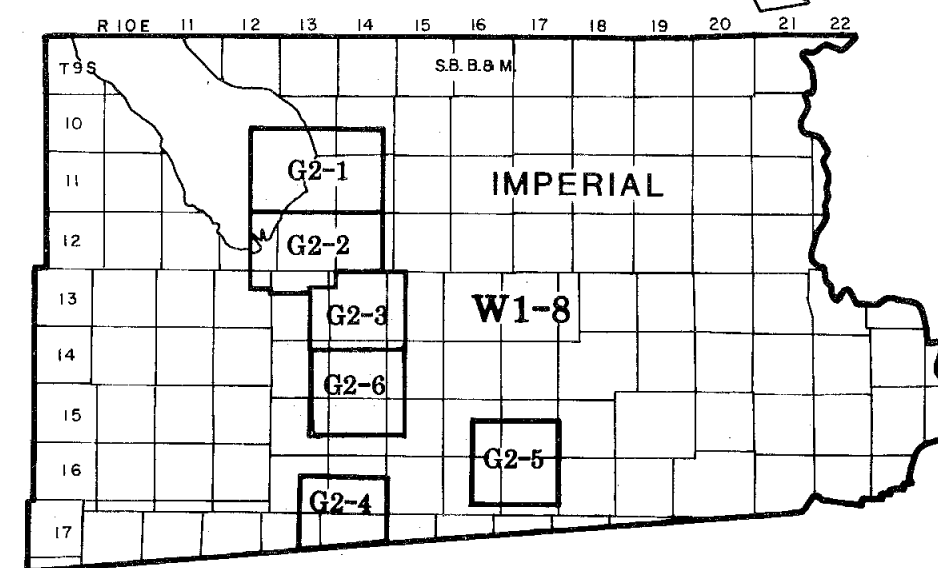 R 10 E 11 12 13 14 15 16 17 18 19 20 21 22
T9S S.B. B. & M.
10
G2-1
11 IMPERIAL
12 G2-2
13 G2-3 W1-8
14
G2-6
15
16 G2-5
G2-4
17